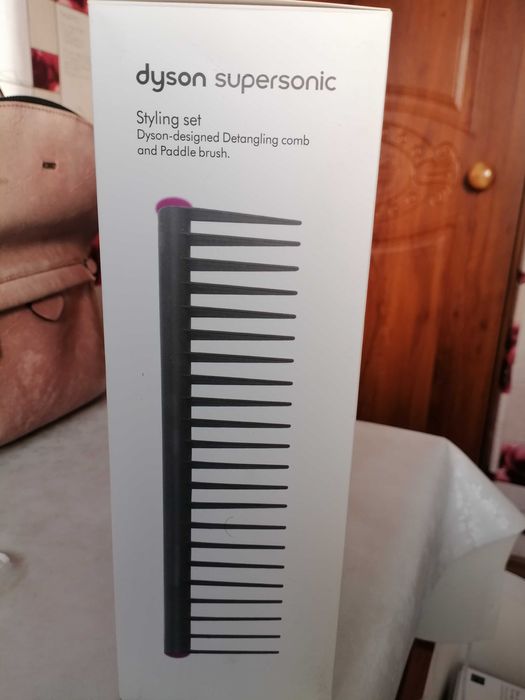 dyson supersonic
Styling set
Dyson-designed Detangling comb
and Paddle brush.